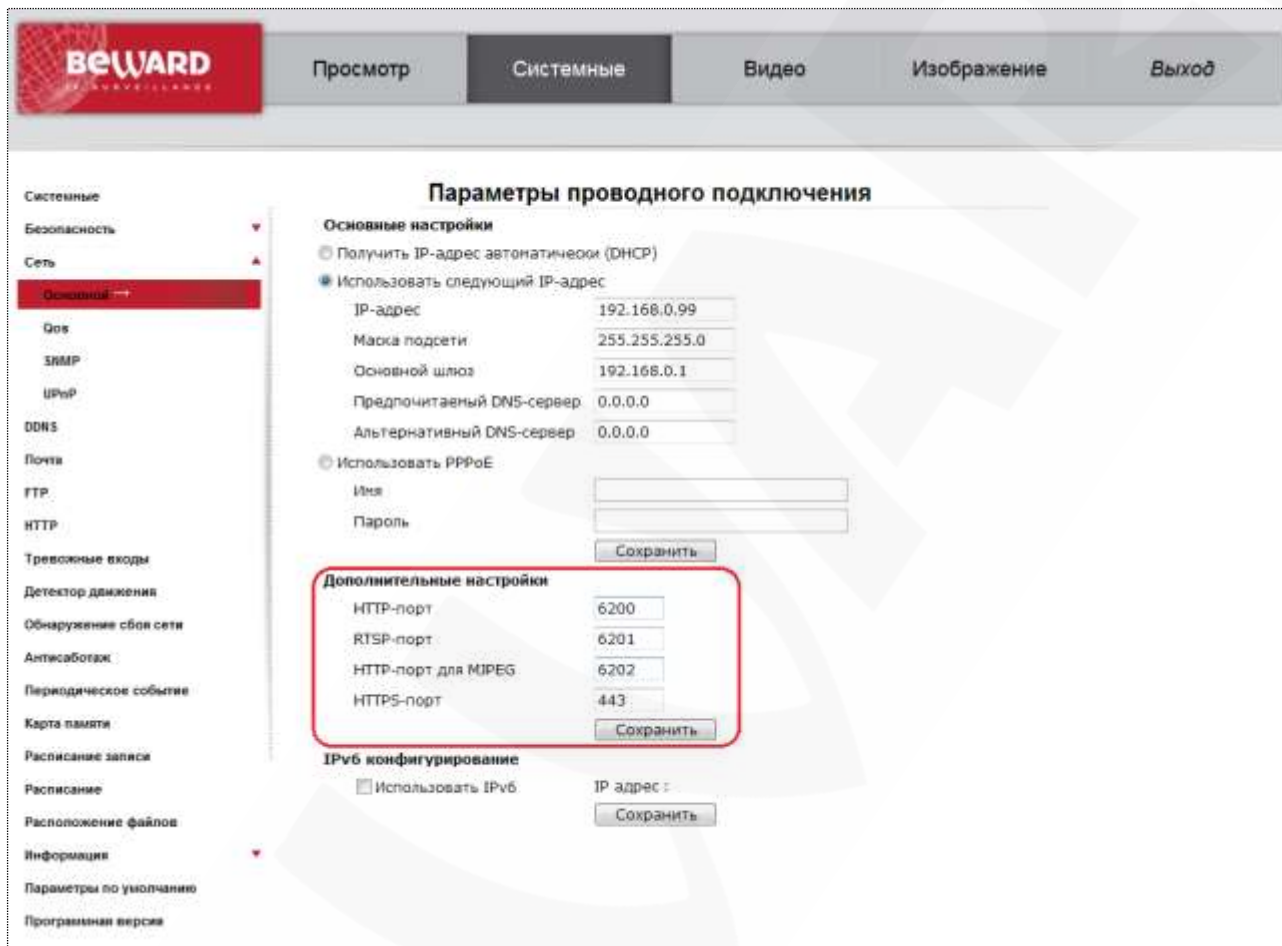 BEWARD
IP SURVEILLANCE
Просмотр
Системные
Видео
Изображение
Выход
Системные
Безопасность
Сеть
Основной →
Qos
SNMP
UPnP
DDNS
Почта
FTP
HTTP
Тревожные входы
Детектор движения
Обнаружение сбоя сети
Антисаботаж
Периодическое событие
Карта памяти
Расписание записи
Расписание
Расположение файлов
Информация
Параметры по умолчанию
Программная версия
Параметры проводного подключения
Основные настройки
Получить IP-адрес автоматически (DHCP)
Использовать следующий IP-адрес
IP-адрес 192.168.0.99
Маска подсети 255.255.255.0
Основной шлюз 192.168.0.1
Предпочитаемый DNS-сервер 0.0.0.0
Альтернативный DNS-сервер 0.0.0.0
Использовать PPPoE
Имя
Пароль
Сохранить
Дополнительные настройки
HTTP-порт 6200
RTSP-порт 6201
HTTP-порт для MJPEG 6202
HTTPS-порт 443
Сохранить
IPv6 конфигурирование
Использовать IPv6 IP адрес :
Сохранить